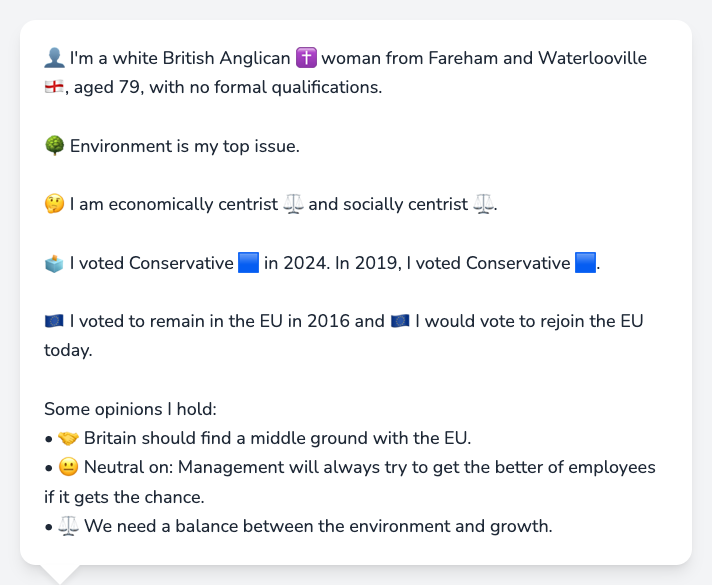 👤 I'm a white British Anglican ✝️ woman from Fareham and Waterlooville
🏴󠁧󠁢󠁥󠁮󠁧󠁿, aged 79, with no formal qualifications.
🌳 Environment is my top issue.
🤔 I am economically centrist ⚖️ and socially centrist ⚖️.
🗳️ I voted Conservative 🟦 in 2024. In 2019, I voted Conservative 🟦.
🇪🇺 I voted to remain in the EU in 2016 and 🇪🇺 I would vote to rejoin the EU
today.
Some opinions I hold:
• 🤝 Britain should find a middle ground with the EU.
• 😐 Neutral on: Management will always try to get the better of employees
if it gets the chance.
• ⚖️ We need a balance between the environment and growth.